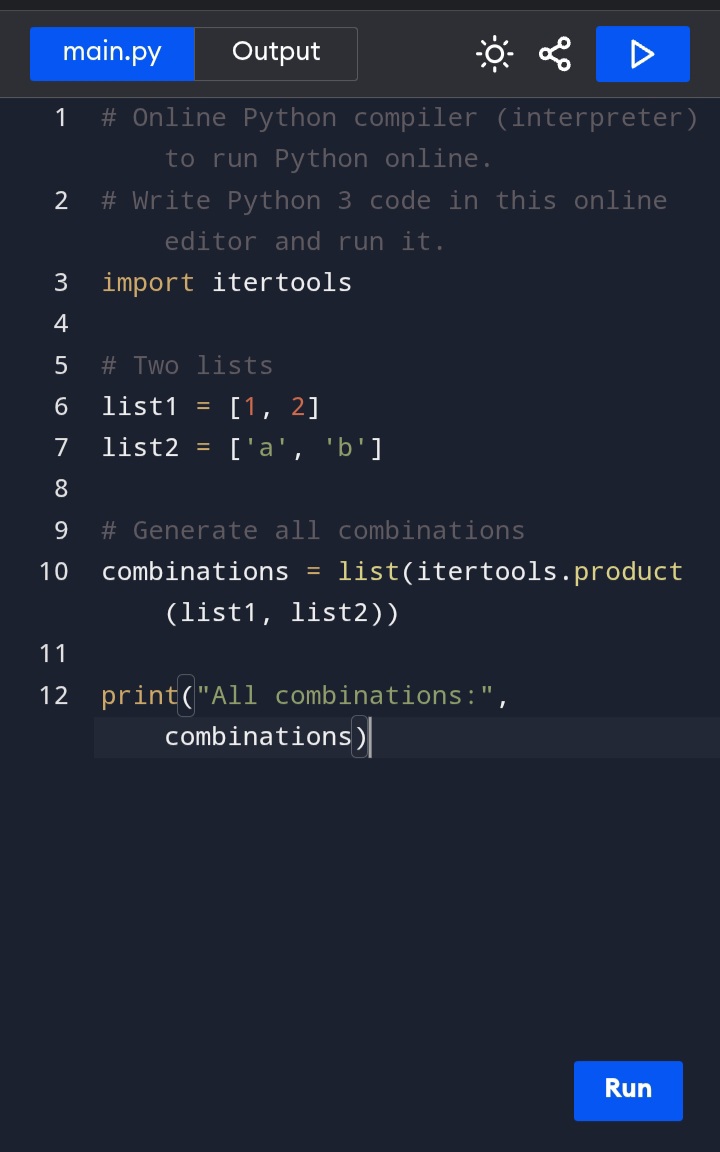 main.py Output
1 # Online Python compiler (interpreter)
to run Python online.
2 # Write Python 3 code in this online
editor and run it.
3 import itertools
4
5 # Two lists
6 list1 = [1, 2]
7 list2 = ['a', 'b']
8
9 # Generate all combinations
10 combinations = list(itertools.product
(list1, list2))
11
12 print("All combinations:",
combinations)
Run